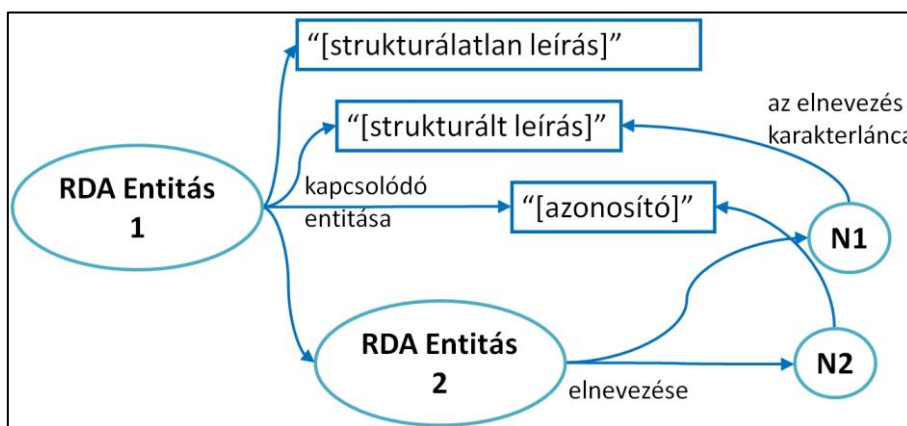 “[strukturálatlan leírás]”
“[strukturált leírás]”
az elnevezés
karakterlánca
RDA Entitás
1
kapcsolódó
entitása
“[azonosító]”
N1
RDA Entitás
2
elnevezése
N2